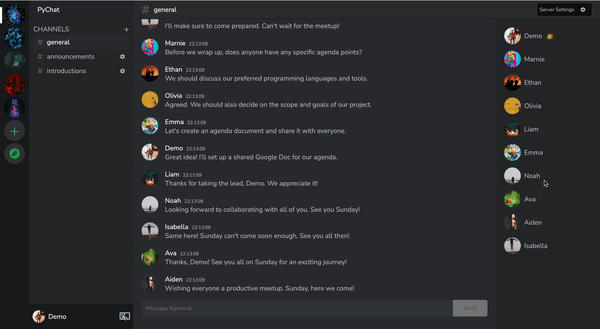 PyChat
CHANNELS +
# general
# announcements
# introductions
Demo
# general
Server Settings
I'll make sure to come prepared. Can't wait for the meetup!
Marnie 22:13:09
Before we wrap up, does anyone have any specific agenda points?
Ethan 22:13:09
We should discuss our preferred programming languages and tools.
Olivia 22:13:09
Agreed. We should also decide on the scope and goals of our project.
Emma 22:13:09
Let's create an agenda document and share it with everyone.
Demo 22:13:09
Great idea! I'll set up a shared Google Doc for our agenda.
Liam 22:13:09
Thanks for taking the lead, Demo. We appreciate it!
Noah 22:13:09
Looking forward to collaborating with all of you. See you Sunday!
Isabella 22:13:09
Same here! Sunday can't come soon enough. See you all then!
Ava 22:13:09
Thanks, Demo! See you all on Sunday for an exciting journey!
Aiden 22:13:09
Wishing everyone a productive meetup. Sunday, here we come!
Message #general
Send
Demo
Marnie
Ethan
Olivia
Liam
Emma
Noah
Ava
Aiden
Isabella